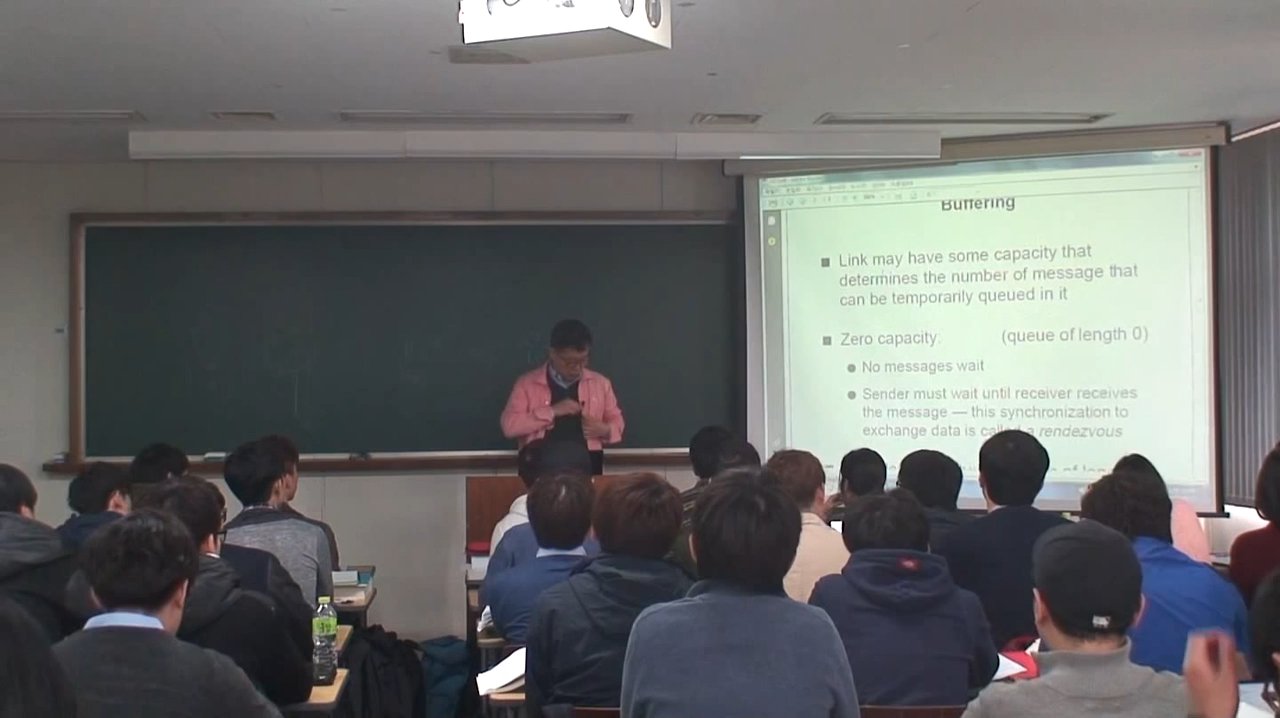 Buffering
■ Link may have some capacity that
determines the number of message that
can be temporarily queued in it
■ Zero capacity: (queue of length 0)
● No messages wait
● Sender must wait until receiver receives
the message — this synchronization to
exchange data is called a rendezvous